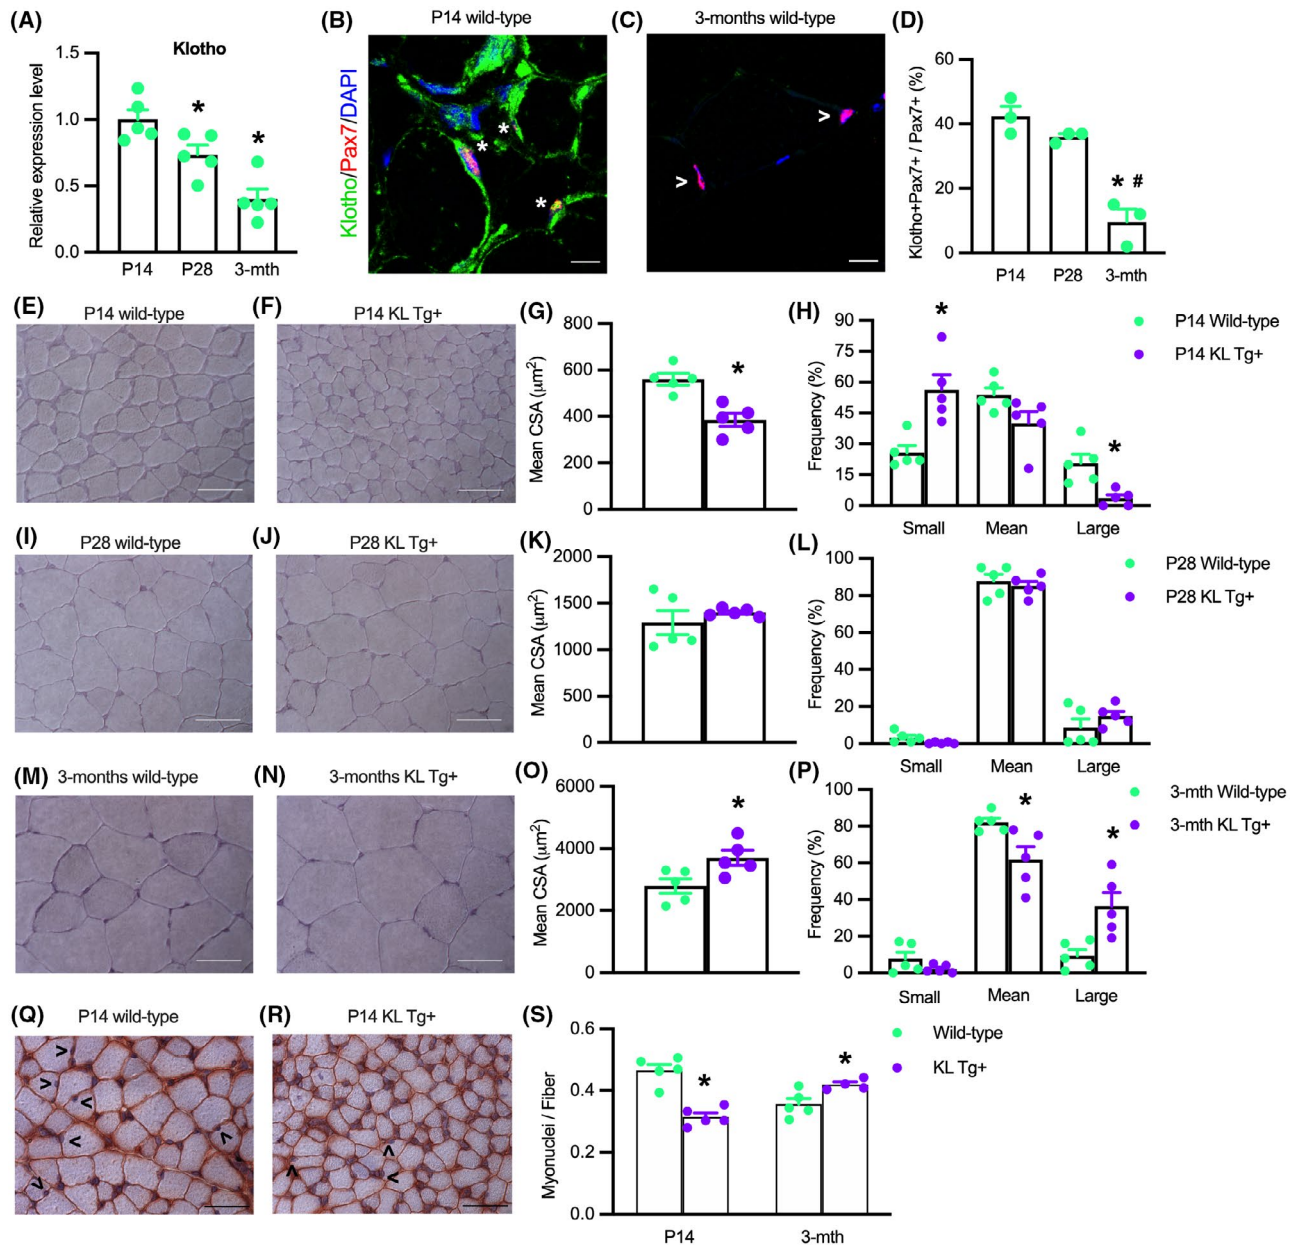 (A)
Klotho
Relative expression level
1.5
1.0
0.5
0.0
*
*
P14 P28 3-mth
(B)
P14 wild-type
Klotho/Pax7/DAPI
*
*
*
(C)
3-months wild-type
>
>
(D)
Klotho+Pax7+ / Pax7+ (%)
60
40
20
0
* #
P14 P28 3-mth
(E)
P14 wild-type
(F)
P14 KL Tg+
(G)
Mean CSA (μm2)
800
600
400
200
0
*
(H)
Frequency (%)
90
75
60
45
30
15
0
*
*
Small Mean Large
P14 Wild-type
P14 KL Tg+
(I)
P28 wild-type
(J)
P28 KL Tg+
(K)
Mean CSA (μm2)
2000
1500
1000
500
0
(L)
Frequency (%)
100
80
60
40
20
0
Small Mean Large
P28 Wild-type
P28 KL Tg+
(M)
3-months wild-type
(N)
3-months KL Tg+
(O)
Mean CSA (μm2)
6000
4000
2000
0
*
(P)
Frequency (%)
100
80
60
40
20
0
*
*
Small Mean Large
3-mth Wild-type
3-mth KL Tg+
(Q)
P14 wild-type
(R)
P14 KL Tg+
(S)
Myonuclei / Fiber
0.6
0.4
0.2
0.0
*
*
P14 3-mth
Wild-type
KL Tg+